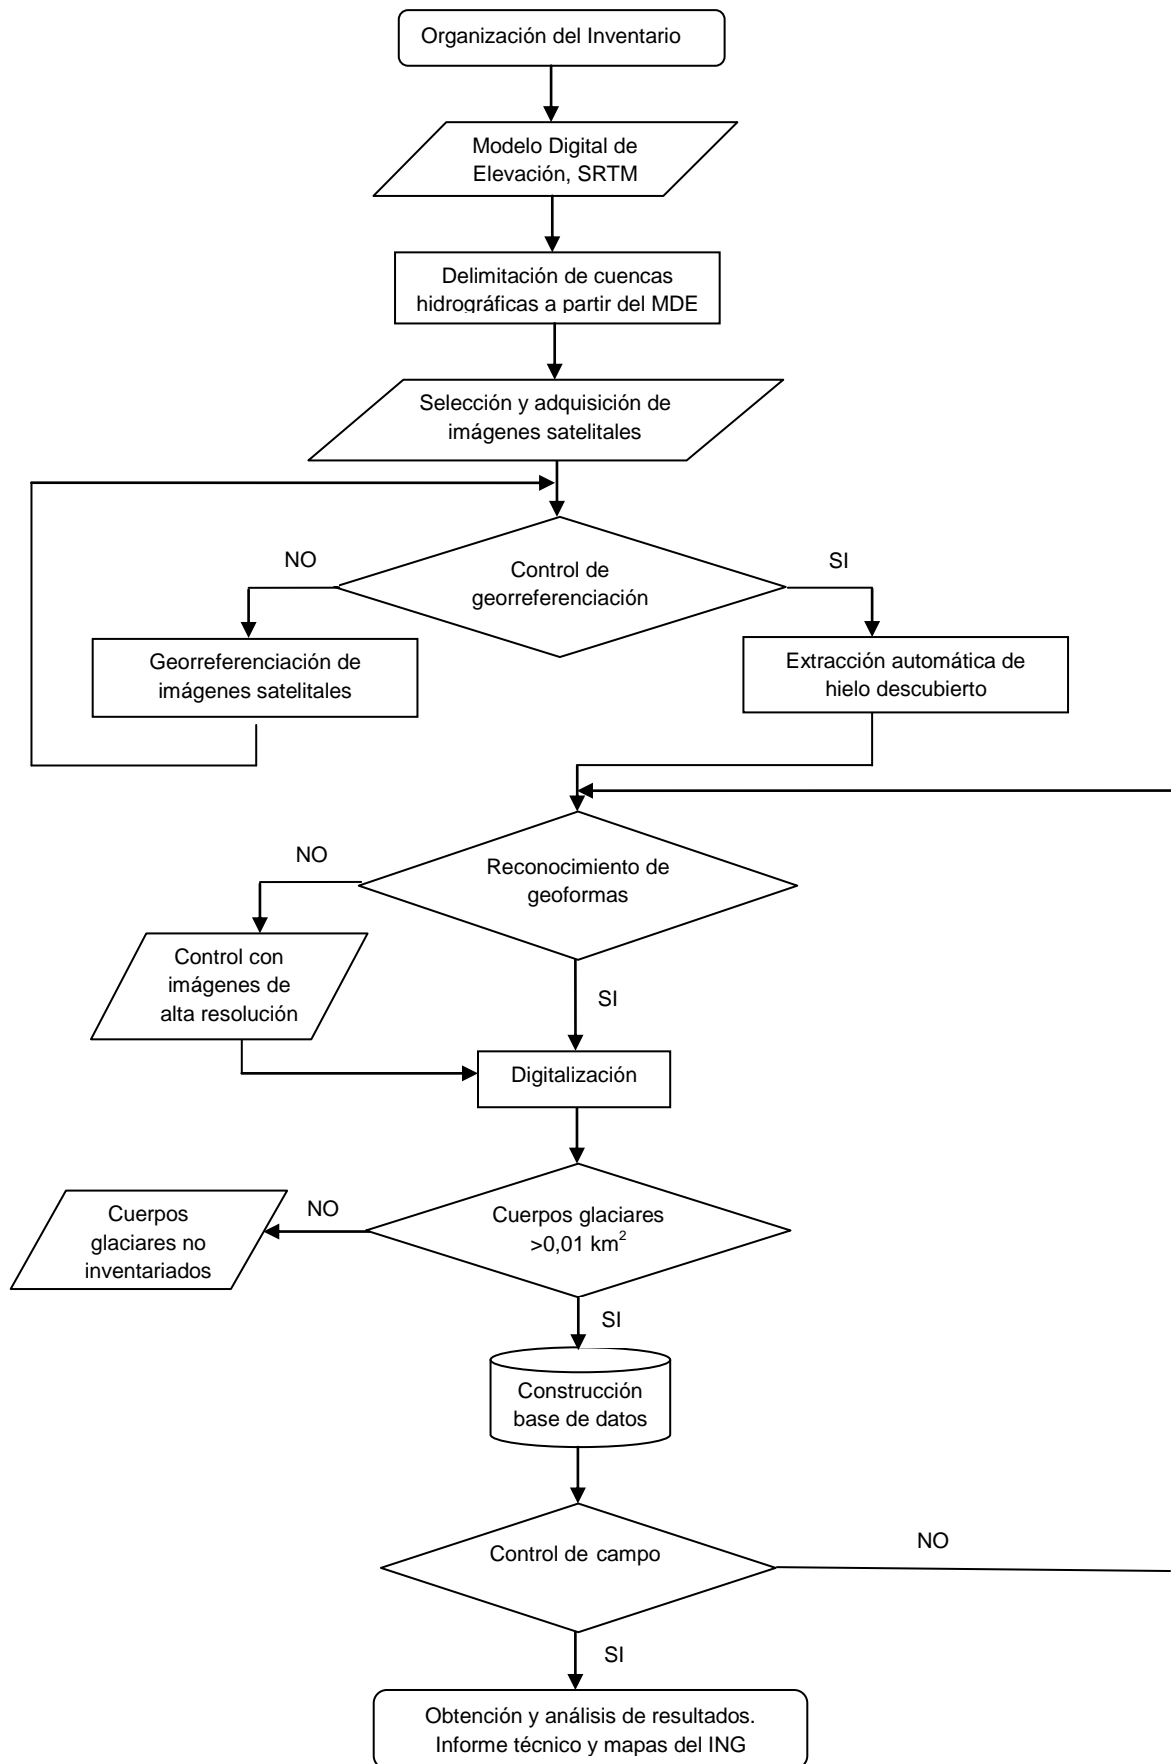 Organización del Inventario
Modelo Digital de
Elevación, SRTM
Delimitación de cuencas
hidrográficas a partir del MDE
Selección y adquisición de
imágenes satelitales
NO
SI
Control de
georreferenciación
Georreferenciación de
imágenes satelitales
Extracción automática de
hielo descubierto
NO
Reconocimiento de
geoformas
Control con
imágenes de
alta resolución
SI
Digitalización
Cuerpos
glaciares no
inventariados
NO
Cuerpos glaciares
>0,01 km²
SI
Construcción
base de datos
Control de campo
NO
SI
Obtención y análisis de resultados.
Informe técnico y mapas del ING